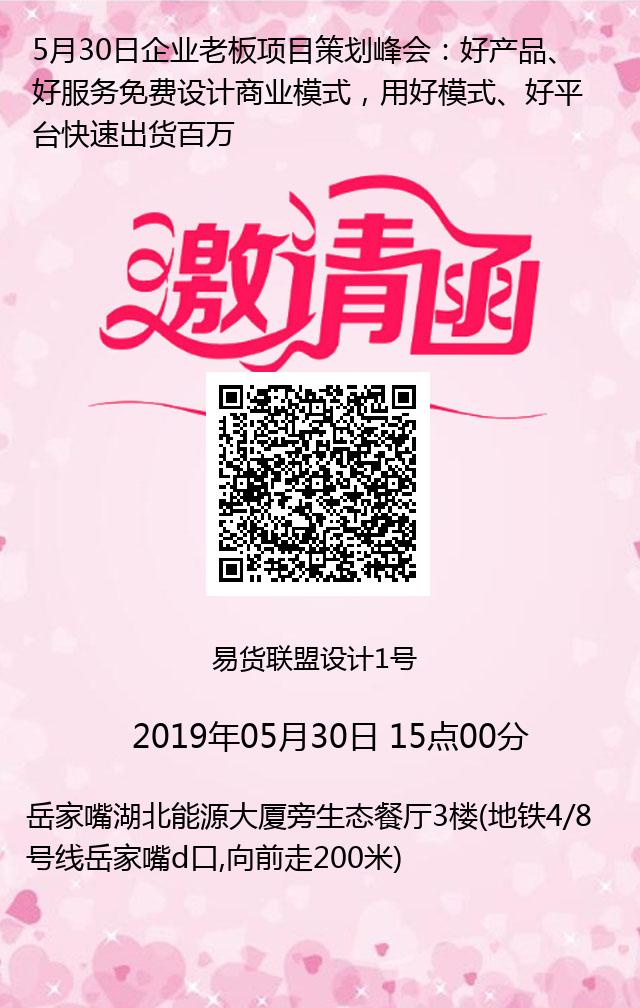 5月30日企业老板项目策划峰会：好产品、
好服务免费设计商业模式，用好模式、好平
台快速出货百万
邀请函
易货联盟设计1号
2019年05月30日 15点00分
岳家嘴湖北能源大厦旁生态餐厅3楼(地铁4/8
号线岳家嘴d口,向前走200米)